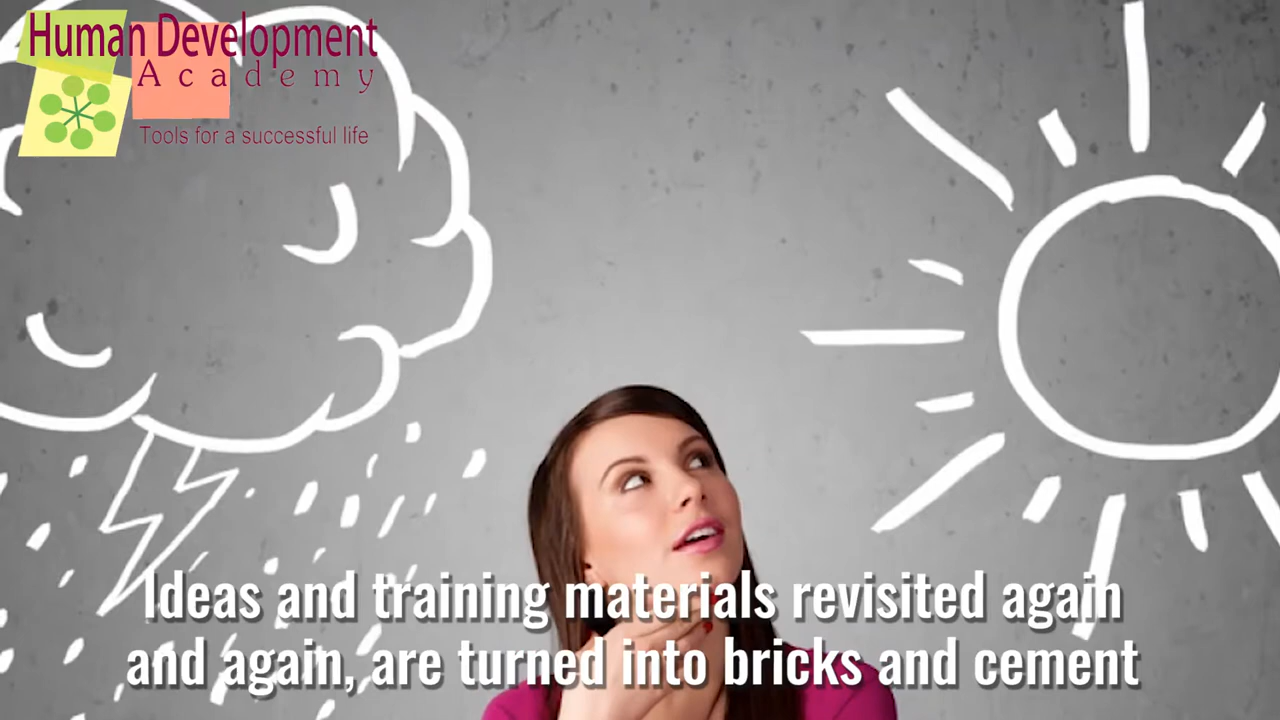 Human Development
Academy
Tools for a successful life
Ideas and training materials revisited again
and again, are turned into bricks and cement